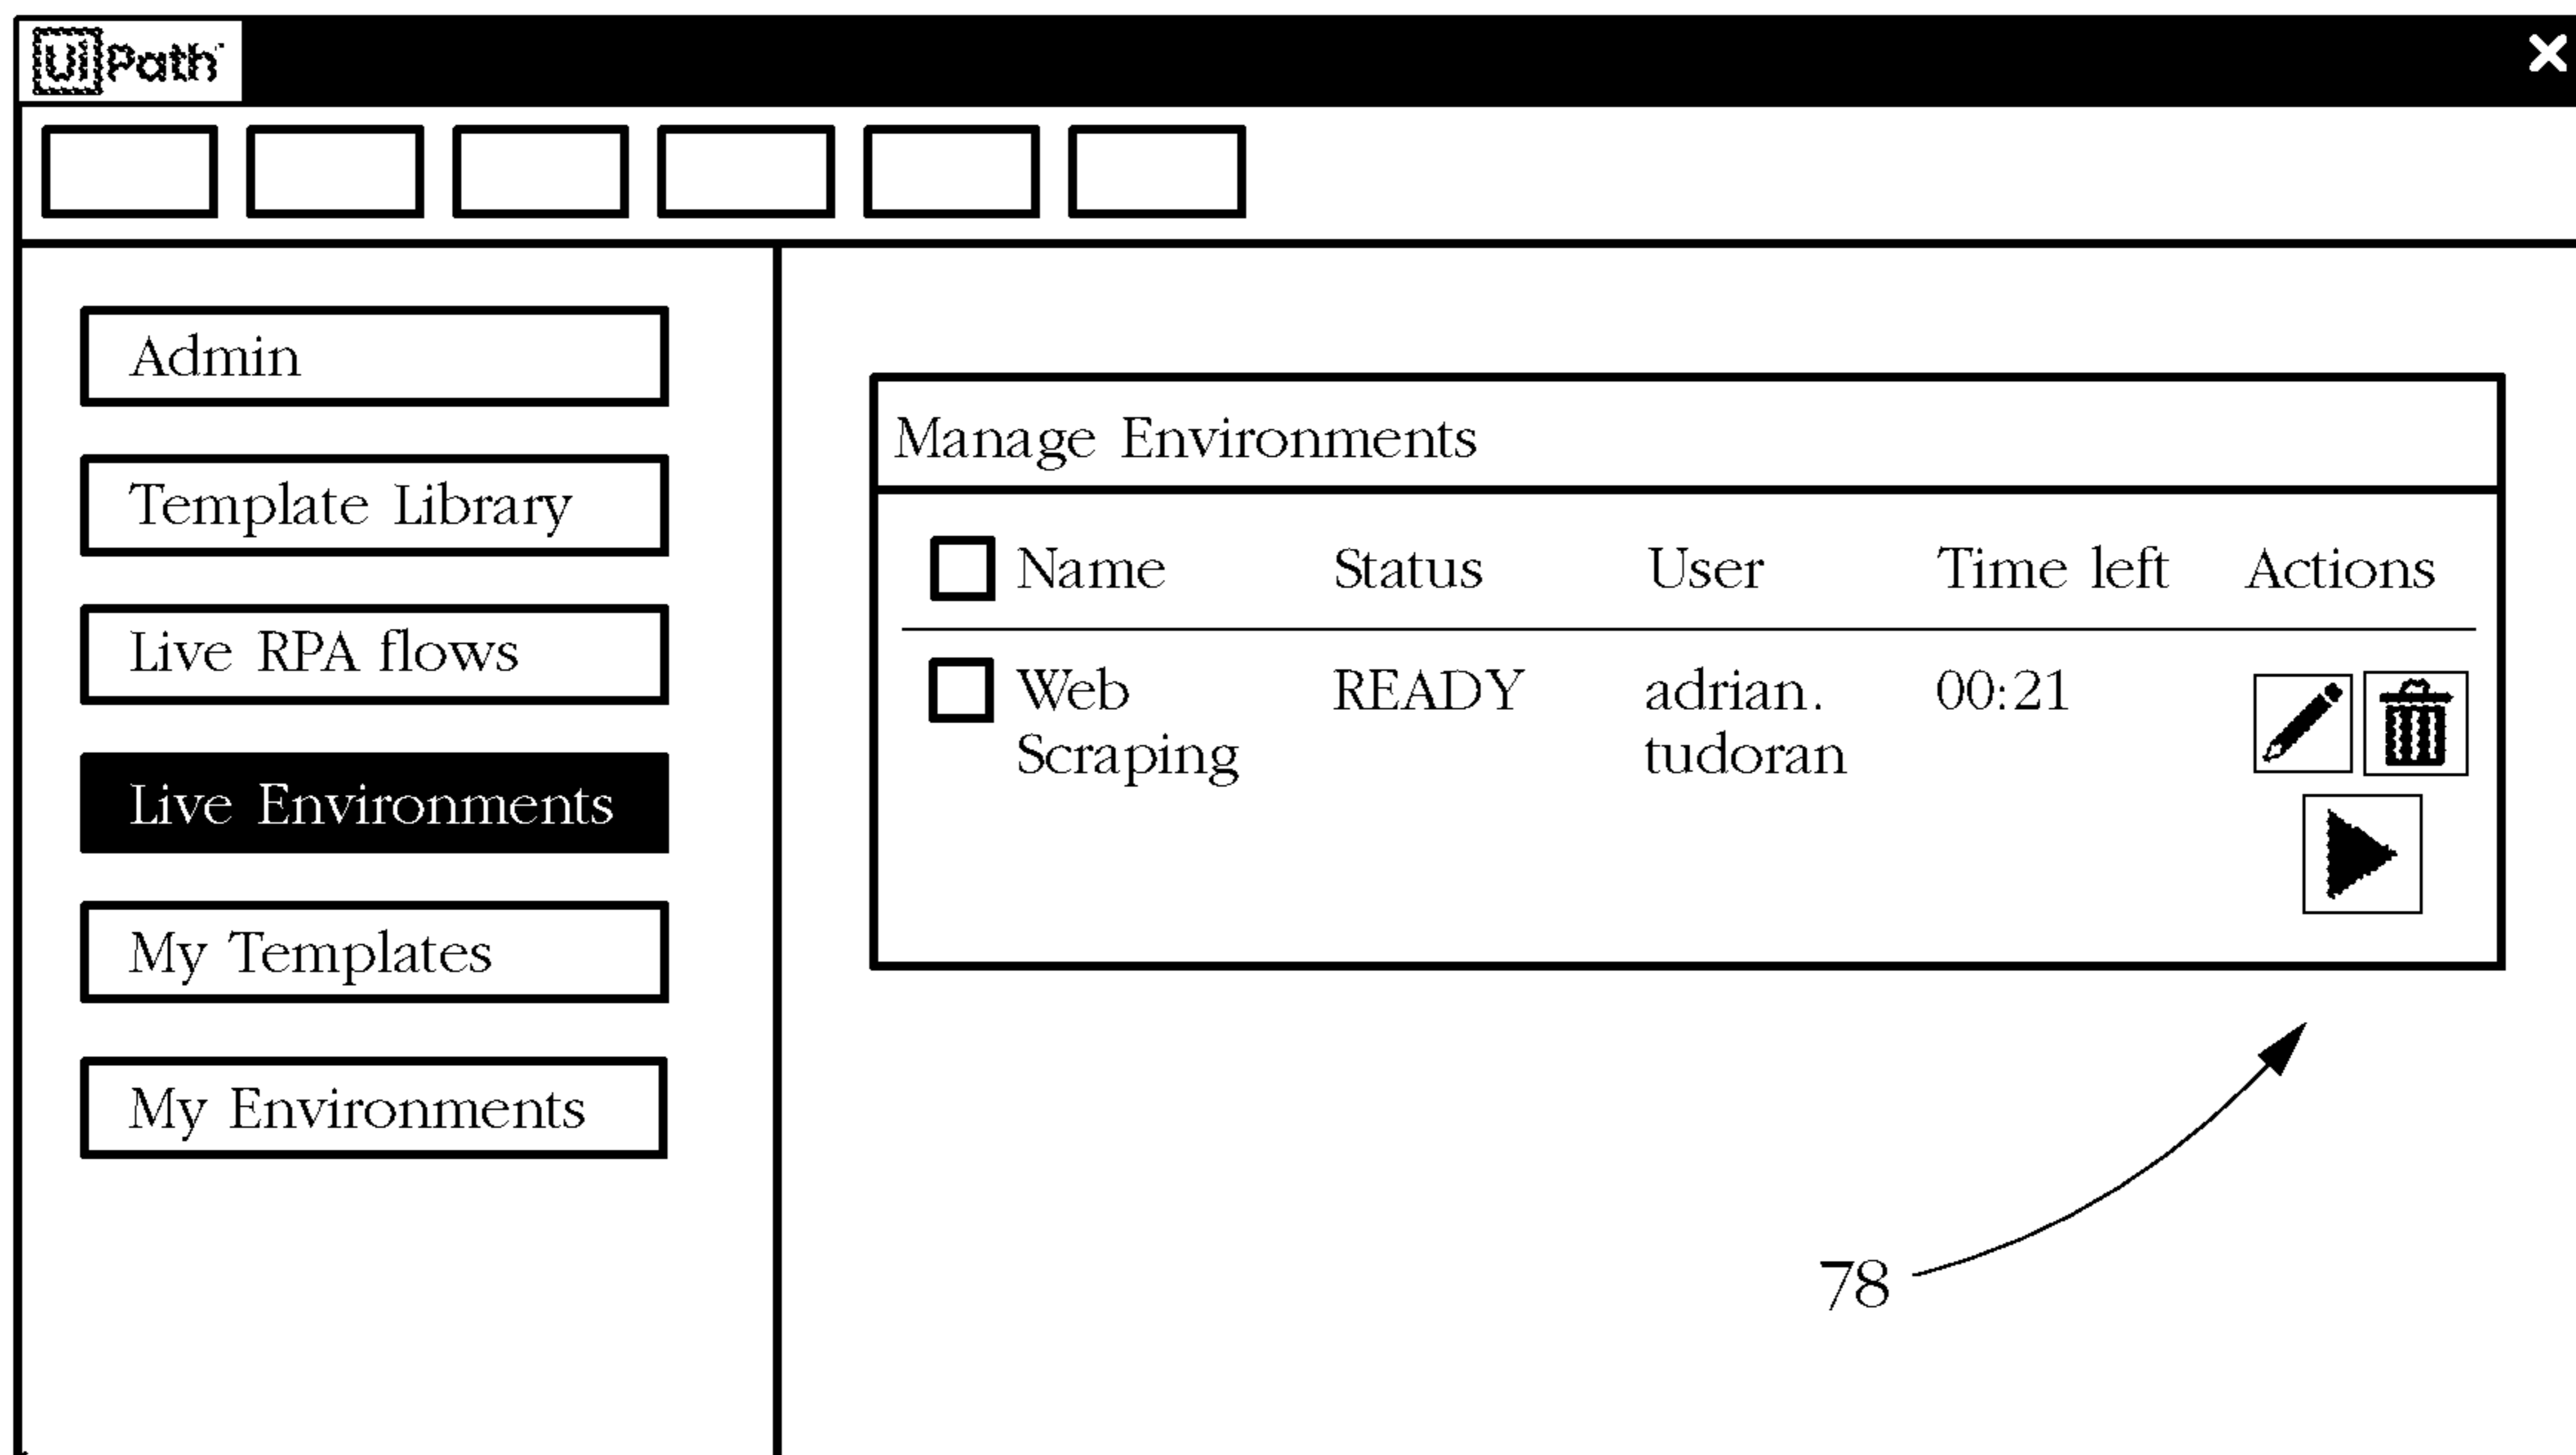 UiPath
Admin
Template Library
Live RPA flows
Live Environments
My Templates
My Environments
Manage Environments
Name Status User Time left Actions
Web READY adrian. 00:21
Scraping tudoran
78